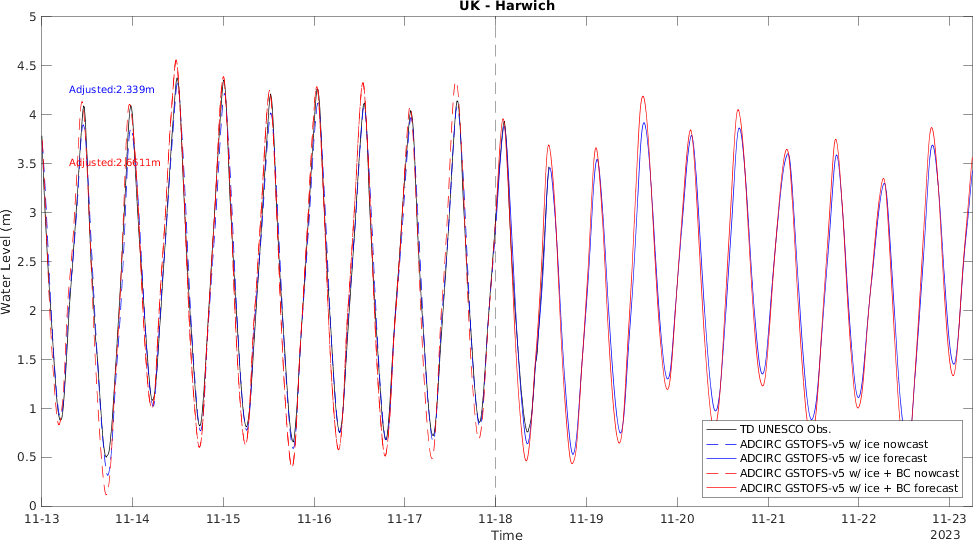 UK - Harwich
5
4.5
4
3.5
3
2.5
2
1.5
1
0.5
0
Water Level (m)
Adjusted:2.339m
Adjusted:2.6611m
TD UNESCO Obs.
ADCIRC GSTOFS-v5 w/ ice nowcast
ADCIRC GSTOFS-v5 w/ ice forecast
ADCIRC GSTOFS-v5 w/ ice + BC nowcast
ADCIRC GSTOFS-v5 w/ ice + BC forecast
11-13 11-14 11-15 11-16 11-17 11-18 11-19 11-20 11-21 11-22 11-23
2023
Time